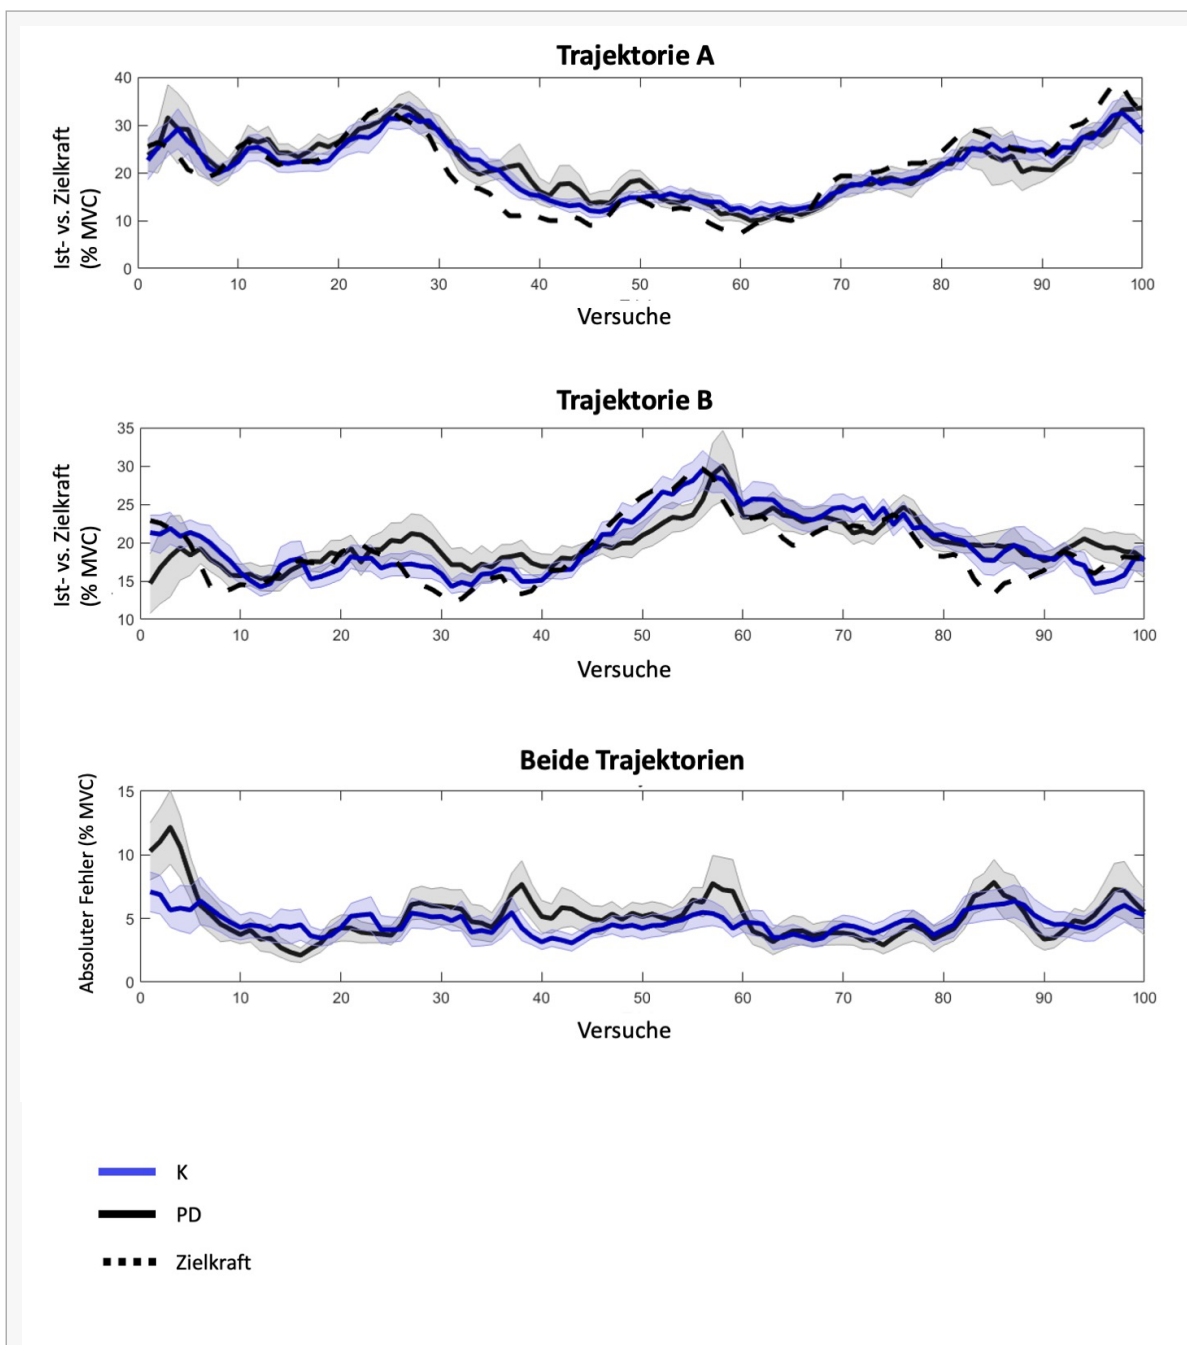 Trajektorie A
Ist- vs. Zielkraft
(% MVC)
40
30
20
10
0
0 10 20 30 40 50 60 70 80 90 100
Versuche
Trajektorie B
Ist- vs. Zielkraft
(% MVC)
35
30
25
20
15
10
0 10 20 30 40 50 60 70 80 90 100
Versuche
Beide Trajektorien
Absoluter Fehler (% MVC)
15
10
5
0
0 10 20 30 40 50 60 70 80 90 100
Versuche
K
PD
Zielkraft